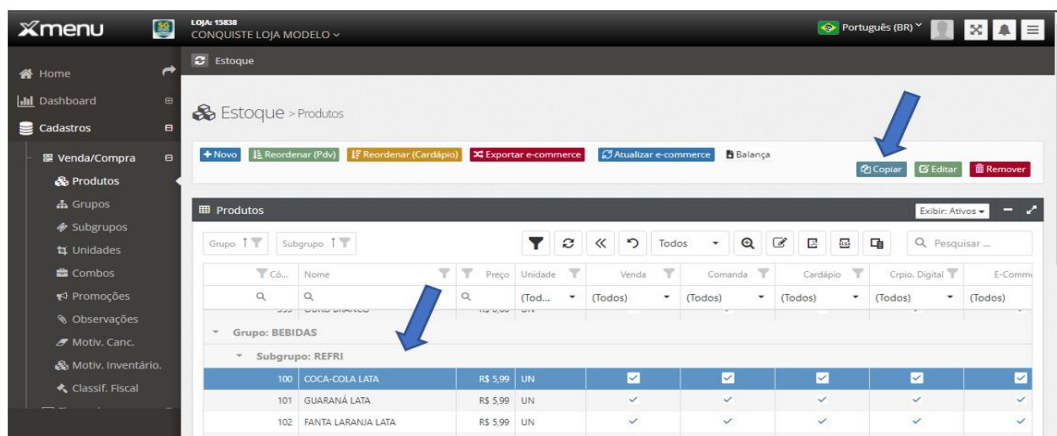 Xmenu
LOJA: 15838
CONQUISTE LOJA MODELO
Português (BR)
Estoque
Home
Dashboard
Cadastros
Venda/Compra
Produtos
Grupos
Subgrupos
Unidades
Combos
Promoções
Observações
Motiv. Canc.
Motiv. Inventário.
Classif. Fiscal
Estoque > Produtos
+ Novo Reordenar (Pdv) Reordenar (Cardápio) Exportar e-commerce Atualizar e-commerce Balança
Copiar Editar Remover
Produtos Exibir: Ativos
Grupo Subgrupo Todos Pesquisar ...
Có... Nome Preço Unidade Venda Comanda Cardápio Crpio. Digital E-Comm
(Tod... (Todos) (Todos) (Todos) (Todos) (Todos)
Grupo: BEBIDAS
Subgrupo: REFRI
100 COCA-COLA LATA R$ 5,99 UN
101 GUARANÁ LATA R$ 5,99 UN
102 FANTA LARANJA LATA R$ 5,99 UN